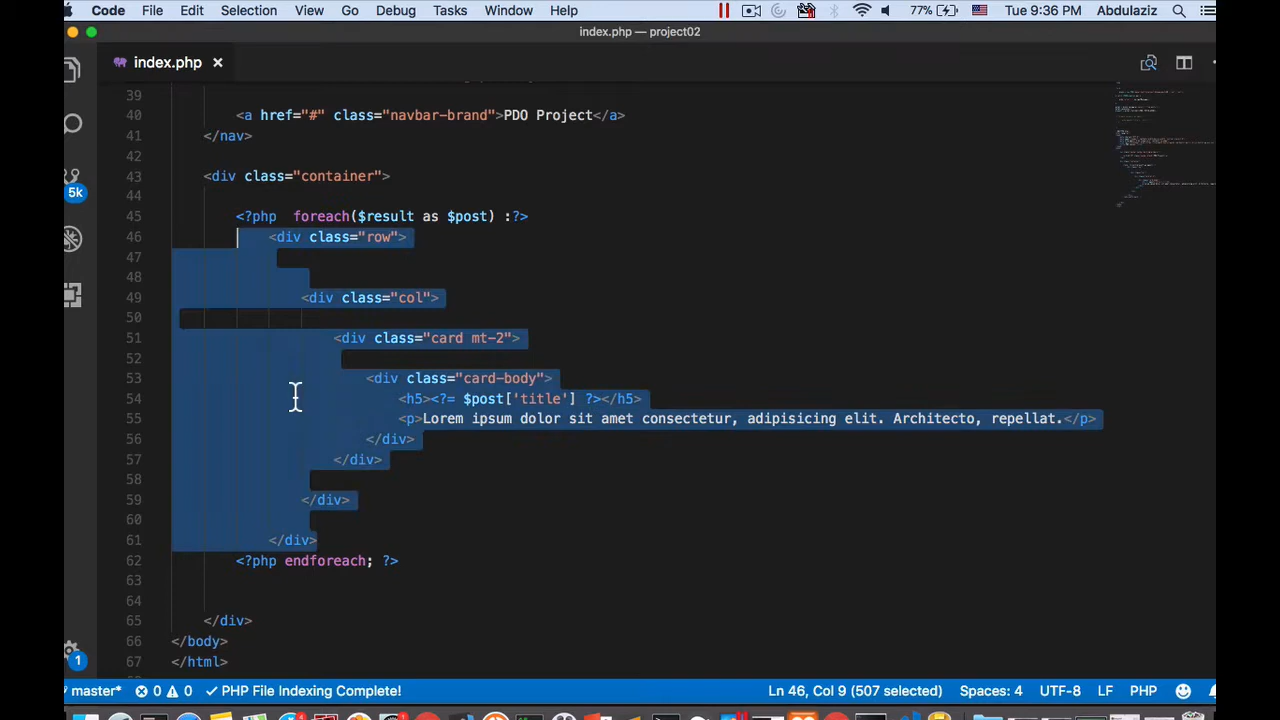 Code File Edit Selection View Go Debug Tasks Window Help 77% Tue 9:36 PM Abdulaziz
index.php — project02
index.php
39
40 <a href="#" class="navbar-brand">PDO Project</a>
41 </nav>
42
43 <div class="container">
44
45 <?php  foreach($result as $post) :?>
46 <div class="row">
47
48
49 <div class="col">
50
51 <div class="card mt-2">
52
53 <div class="card-body">
54 <h5><?= $post['title'] ?></h5>
55 <p>Lorem ipsum dolor sit amet consectetur, adipisicing elit. Architecto, repellat.</p>
56 </div>
57 </div>
58
59 </div>
60
61 </div>
62 <?php endforeach; ?>
63
64
65 </div>
66 </body>
67 </html>
5k
1
master* 0 0 ✓ PHP File Indexing Complete! Ln 46, Col 9 (507 selected) Spaces: 4 UTF-8 LF PHP